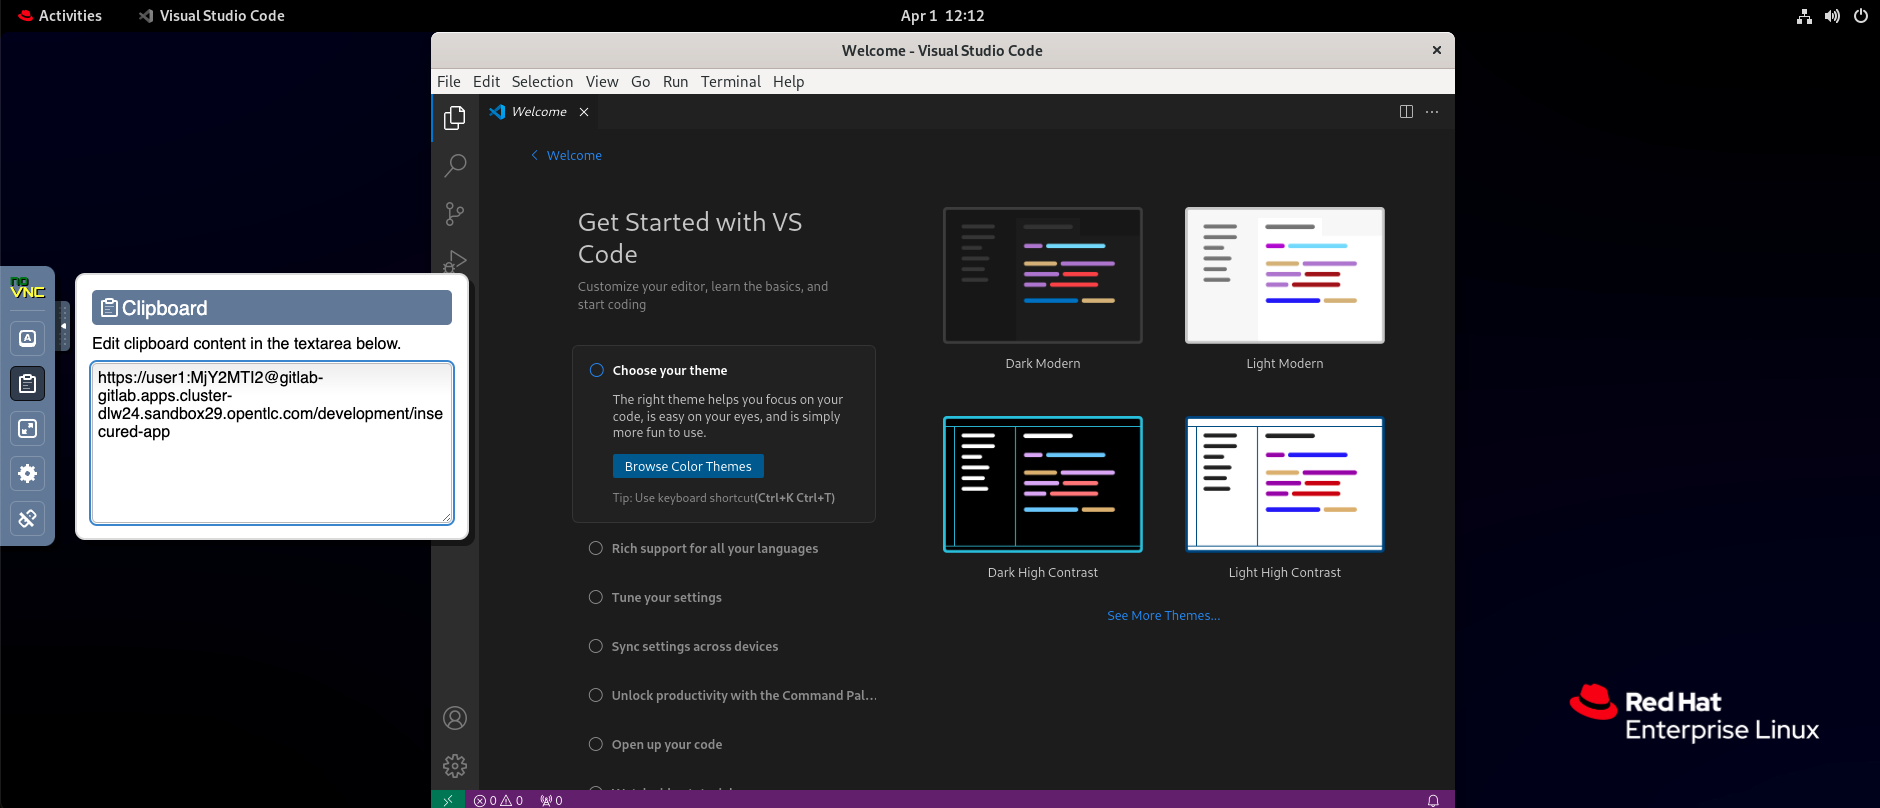 Activities
Visual Studio Code
Apr 1 12:12
Welcome - Visual Studio Code
File Edit Selection View Go Run Terminal Help
Welcome
Welcome
Get Started with VS
Code
Customize your editor, learn the basics, and
start coding
Choose your theme
The right theme helps you focus on your
code, is easy on your eyes, and is simply
more fun to use.
Browse Color Themes
Tip: Use keyboard shortcut(Ctrl+K Ctrl+T)
Rich support for all your languages
Tune your settings
Sync settings across devices
Unlock productivity with the Command Pal...
Open up your code
Dark Modern
Light Modern
Dark High Contrast
Light High Contrast
See More Themes...
no
VNC
A
Clipboard
Edit clipboard content in the textarea below.
https://user1:MjY2MTI2@gitlab-
gitlab.apps.cluster-
dlw24.sandbox29.opentlc.com/development/inse
cured-app
0 0 0
Red Hat
Enterprise Linux